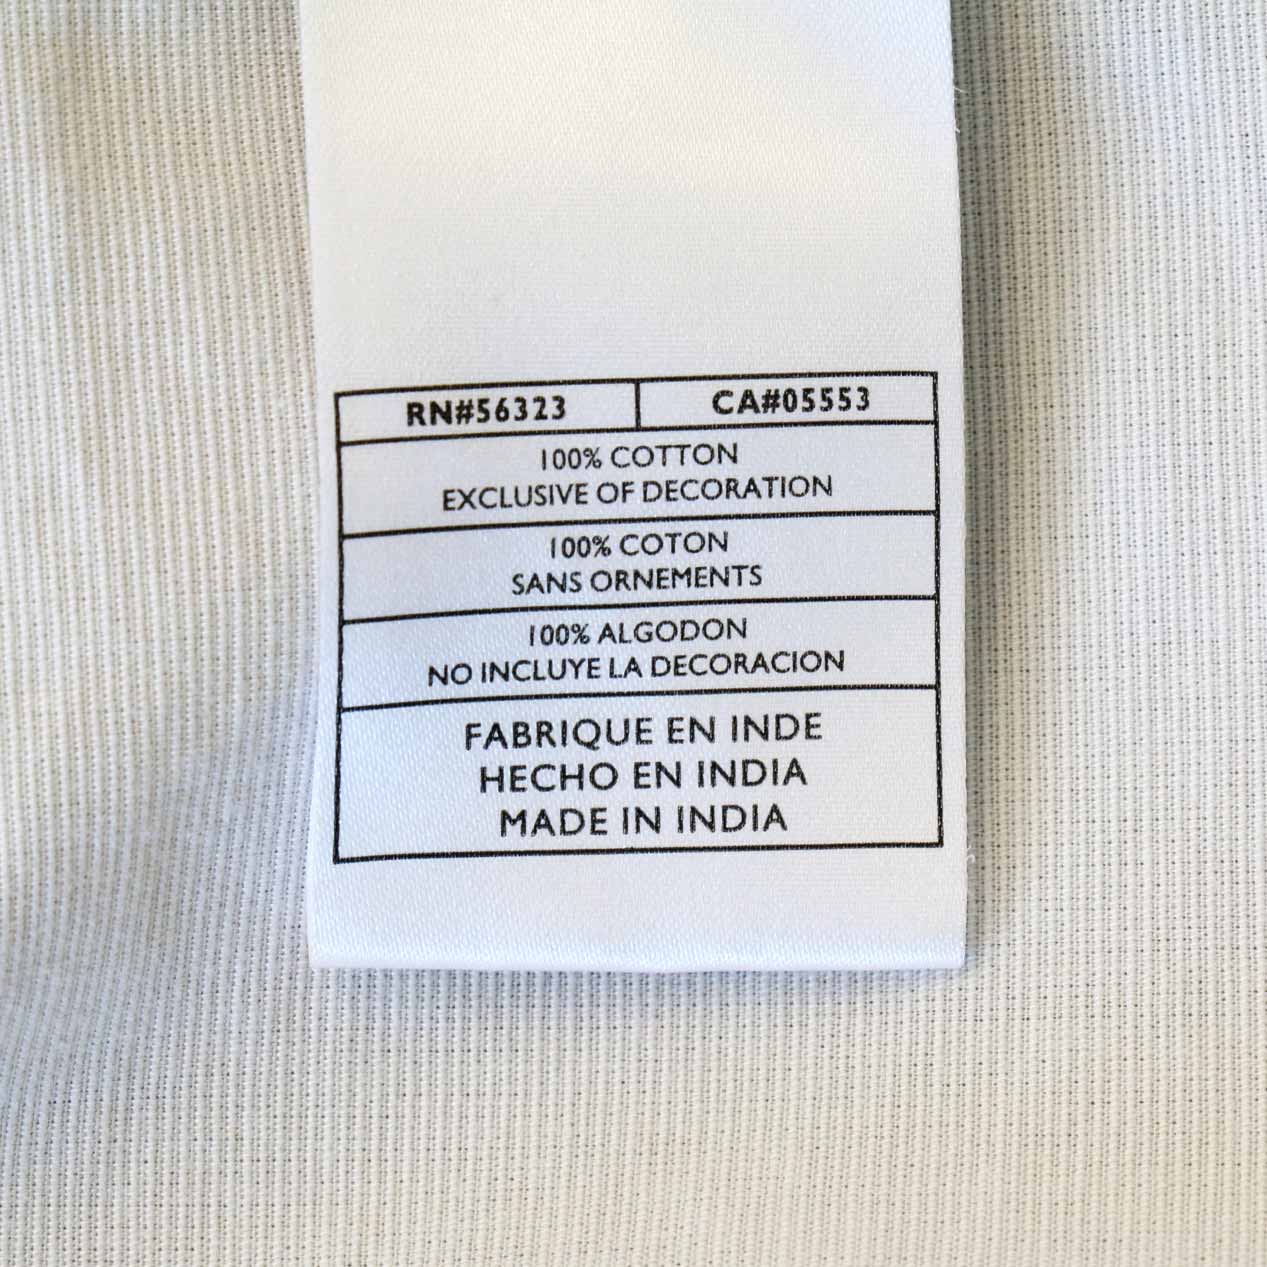 RN#56323 CA#05553
100% COTTON
EXCLUSIVE OF DECORATION
100% COTON
SANS ORNEMENTS
100% ALGODON
NO INCLUYE LA DECORACION
FABRIQUE EN INDE
HECHO EN INDIA
MADE IN INDIA